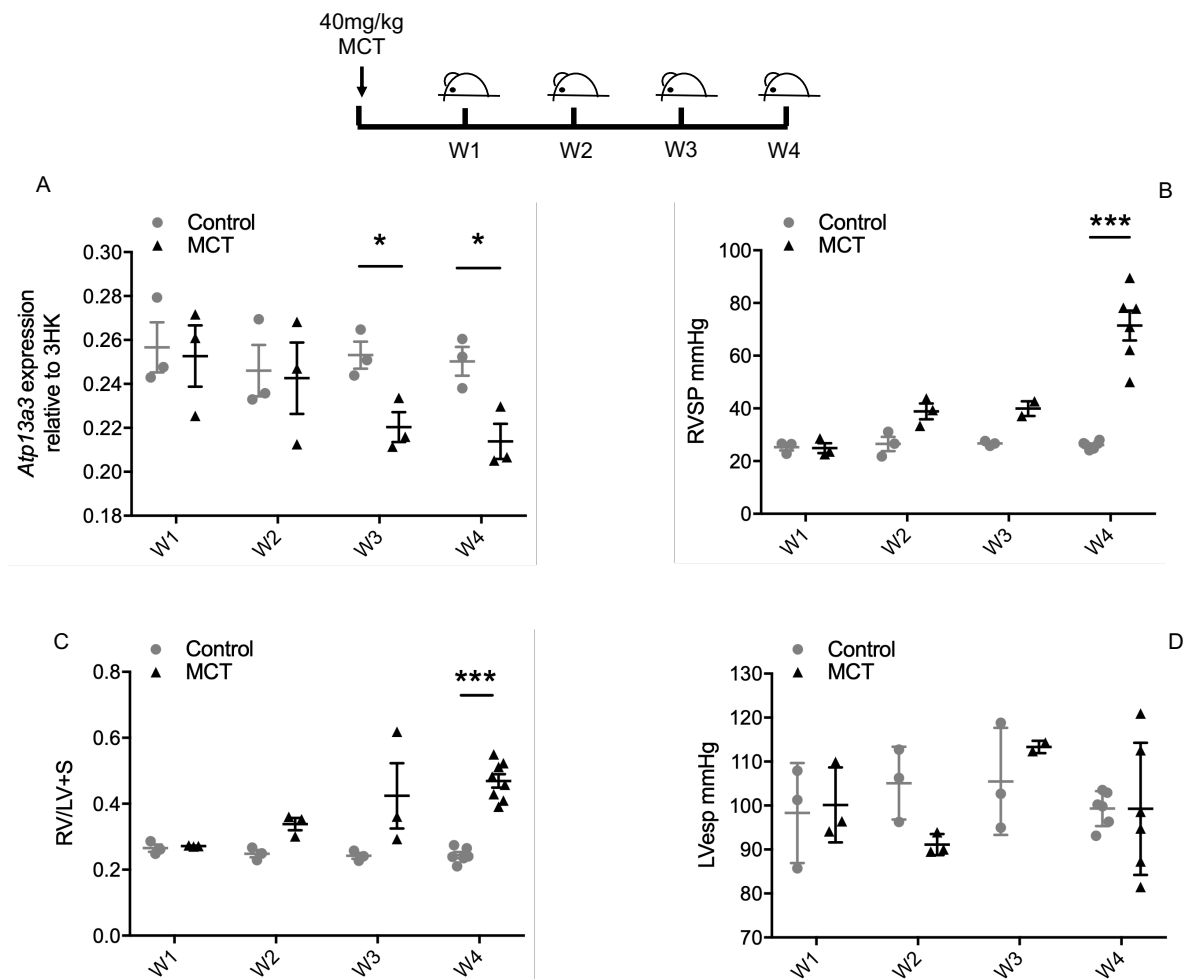 40mg/kg
MCT
W1 W2 W3 W4
A
Control
MCT
*
*
0.30
0.28
0.26
0.24
0.22
0.20
0.18
Atp13a3 expression
relative to 3HK
W1 W2 W3 W4
B
Control
MCT
***
100
80
60
40
20
0
RVSP mmHg
W1 W2 W3 W4
C
Control
MCT
***
0.8
0.6
0.4
0.2
0.0
RV/LV+S
W1 W2 W3 W4
D
Control
MCT
130
120
110
100
90
80
70
LVesp mmHg
W1 W2 W3 W4